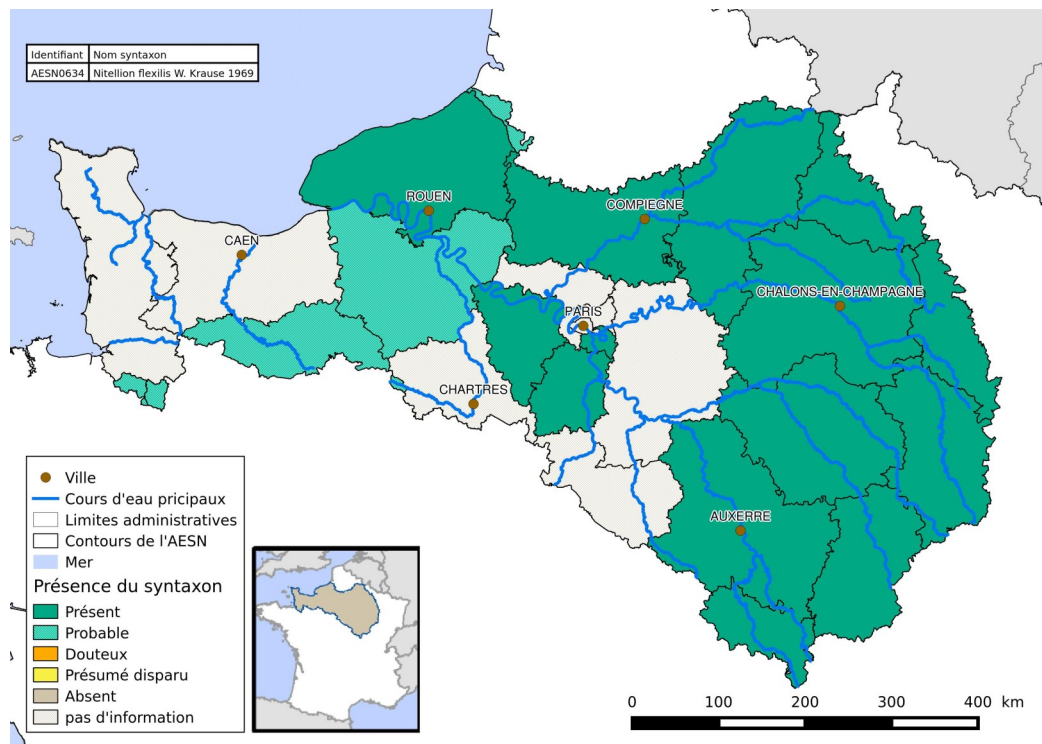 Identifiant Nom syntaxon
AESN0634 Nitellion flexilis W. Krause 1969
ROUEN
COMPIEGNE
CAEN
CHALONS-EN-CHAMPAGNE
PARIS
CHARTRES
AUXERRE
Ville
Cours d'eau pricipaux
Limites administratives
Contours de l'AESN
Mer
Présence du syntaxon
Présent
Probable
Douteux
Présumé disparu
Absent
pas d'information
0 100 200 300 400 km